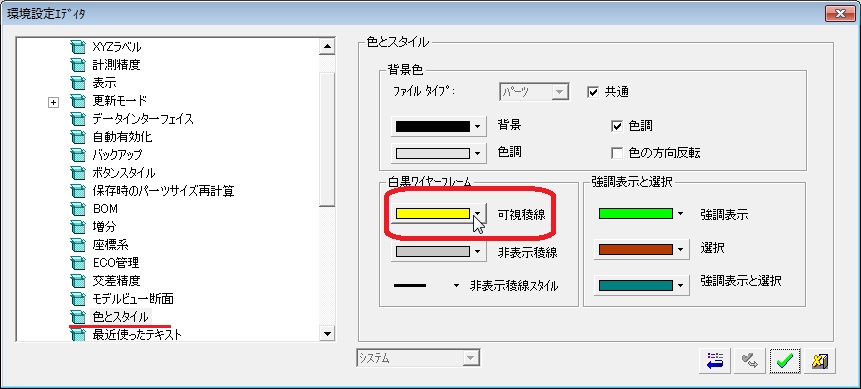 環境設定ｴﾃﾞｨﾀ
XYZﾗﾍﾞﾙ
計測精度
表示
更新モード
データインターフェイス
自動有効化
バックアップ
ボタンスタイル
保存時のパーツサイズ再計算
BOM
増分
座標系
ECO管理
交差精度
モデルビュー断面
色とスタイル
最近使ったテキスト
色とスタイル
背景色
ﾌｧｲﾙ ﾀｲﾌﾟ:
ﾊﾟｰﾂ
共通
背景
色調
色調
色の方向反転
白黒ワイヤーフレーム
可視稜線
非表示稜線
非表示稜線ｽﾀｲﾙ
強調表示と選択
強調表示
選択
強調表示と選択
システム